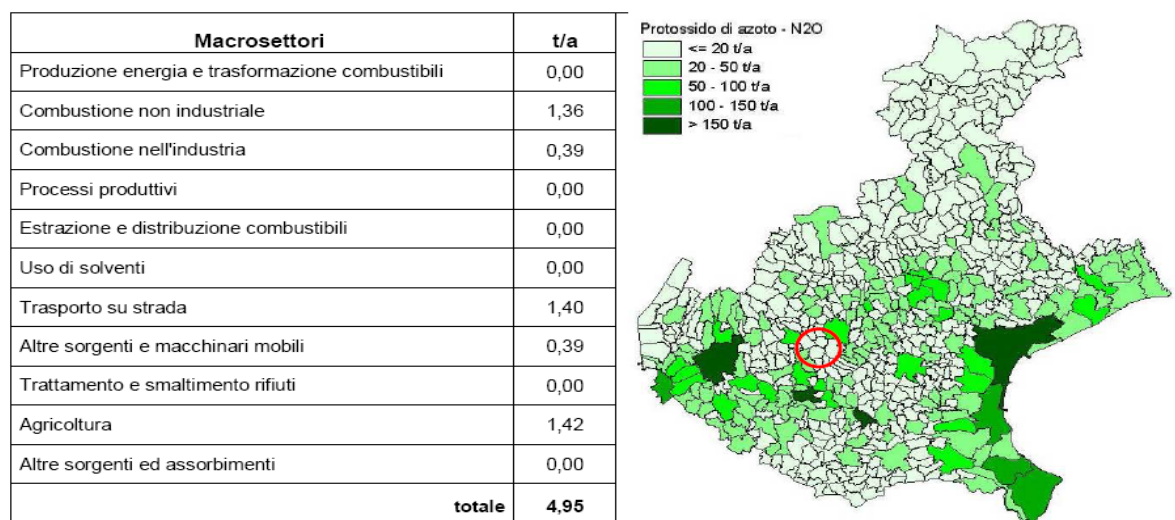 Macrosettori t/a
Produzione energia e trasformazione combustibili 0,00
Combustione non industriale 1,36
Combustione nell'industria 0,39
Processi produttivi 0,00
Estrazione e distribuzione combustibili 0,00
Uso di solventi 0,00
Trasporto su strada 1,40
Altre sorgenti e macchinari mobili 0,39
Trattamento e smaltimento rifiuti 0,00
Agricoltura 1,42
Altre sorgenti ed assorbimenti 0,00
totale 4,95
Protossido di azoto - N2O
<= 20 t/a
20 - 50 t/a
50 - 100 t/a
100 - 150 t/a
> 150 t/a